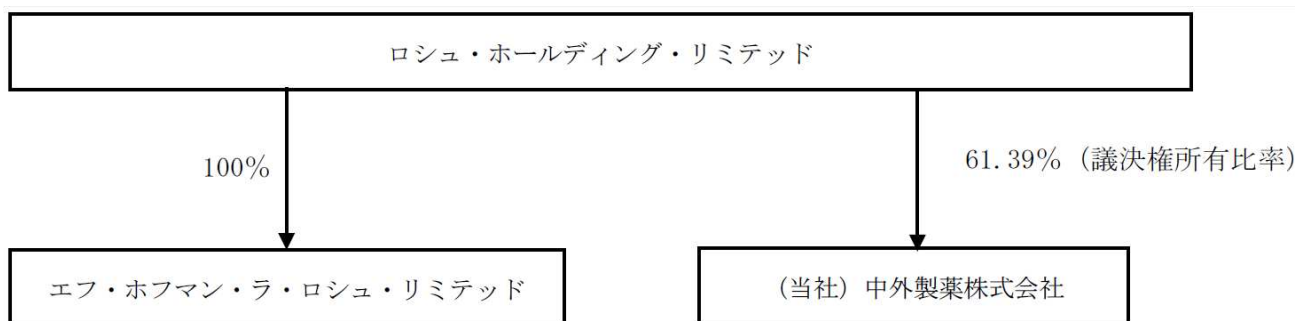 ロシュ・ホールディング・リミテッド
100%
61.39%（議決権所有比率）
エフ・ホフマン・ラ・ロシュ・リミテッド
（当社）中外製薬株式会社